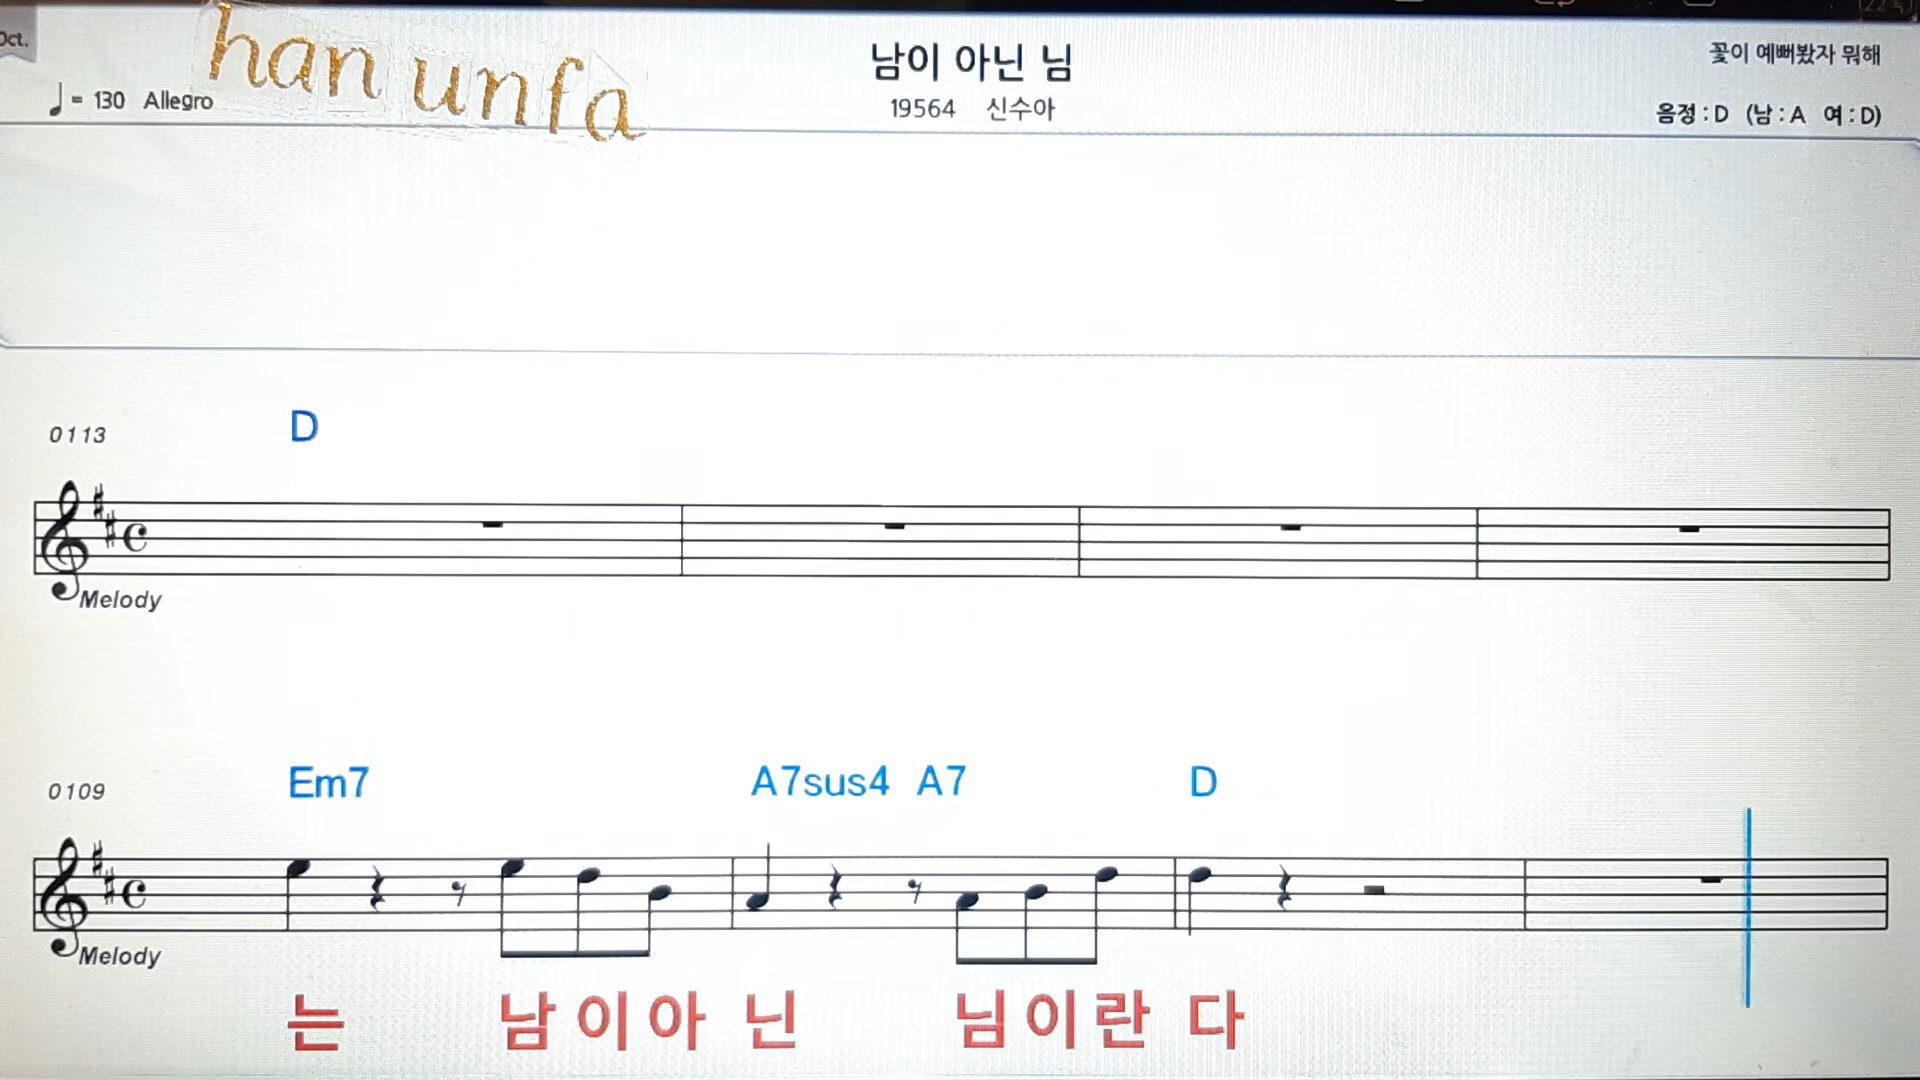 Oct.
han unfa
남이 아닌 님
꽃이 예뻐봤자 뭐해
♩= 130 Allegro
19564 신수아
음정 : D (남 : A 여 : D)
0113 D
Melody
0109 Em7 A7sus4 A7 D
Melody
는 남 이 아 닌 님 이 란 다